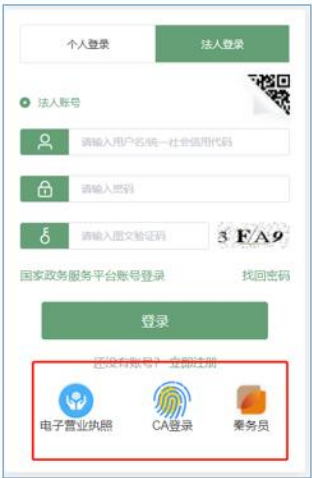 个人登录 法人登录
法人账号
请输入用户名/统一社会信用代码
请输入密码
请输入图文验证码 3 F A 9
国家政务服务平台账号登录 找回密码
登录
还没有账号? 立即注册
电子营业执照 CA登录 秦务员